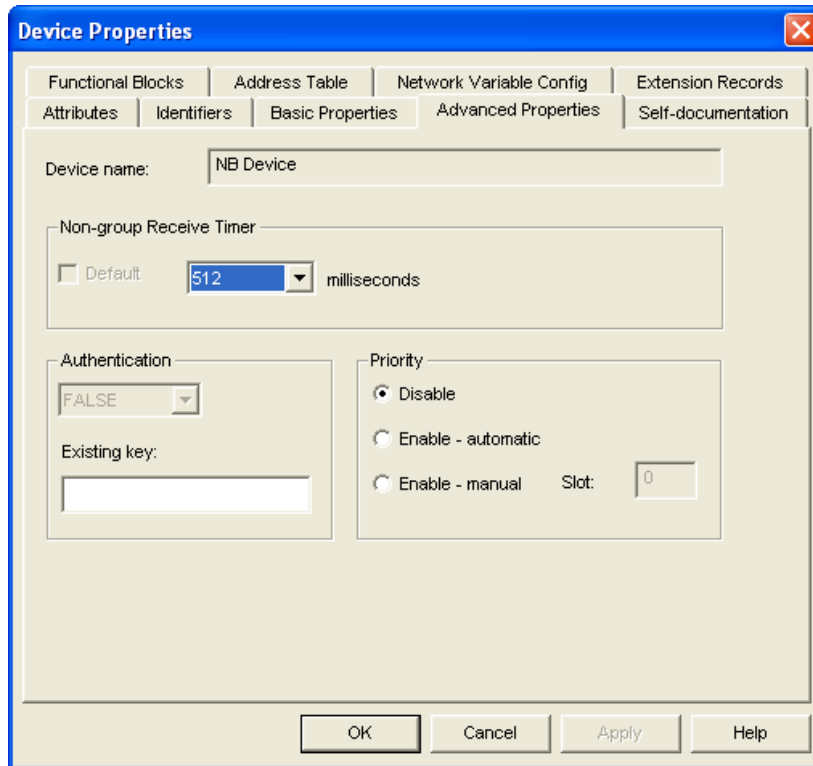 Device Properties
Functional Blocks Address Table Network Variable Config Extension Records
Attributes Identifiers Basic Properties Advanced Properties Self-documentation
Device name: NB Device
Non-group Receive Timer
Default 512 milliseconds
Authentication Priority
FALSE Disable
Enable - automatic
Existing key:
Enable - manual Slot: 0
OK Cancel Apply Help